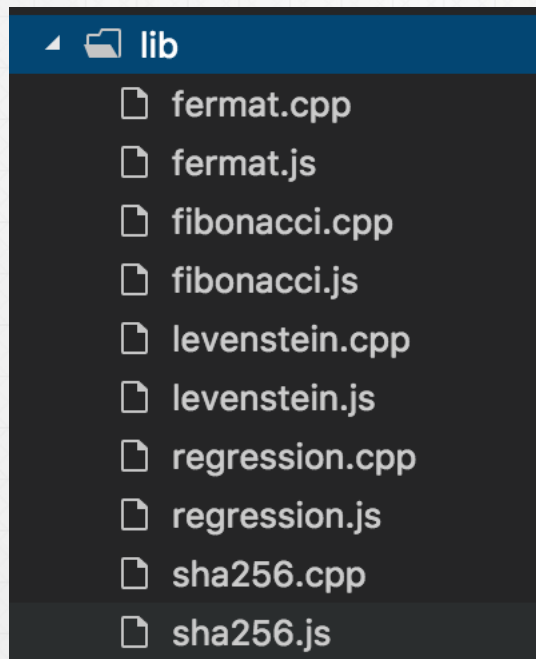 lib
fermat.cpp
fermat.js
fibonacci.cpp
fibonacci.js
levenstein.cpp
levenstein.js
regression.cpp
regression.js
sha256.cpp
sha256.js